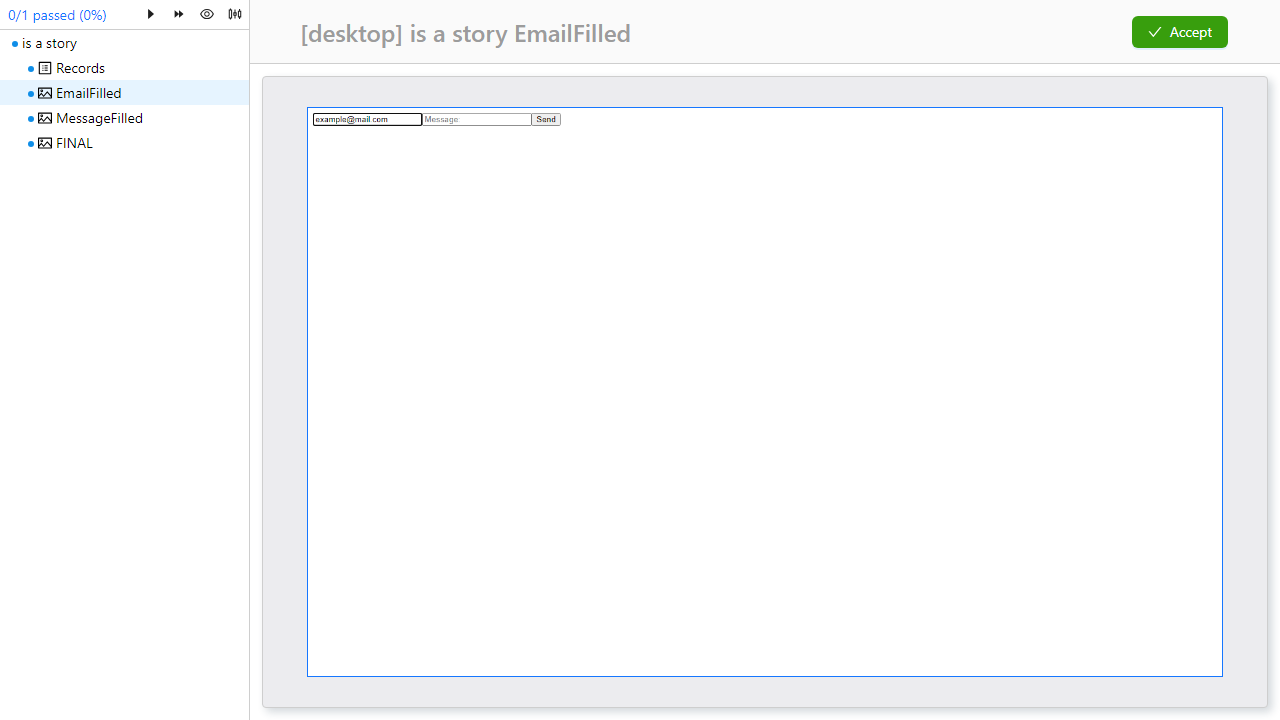 0/1 passed (0%)
is a story
Records
EmailFilled
MessageFilled
FINAL
[desktop] is a story EmailFilled
Accept
example@mail.com
Message
Send